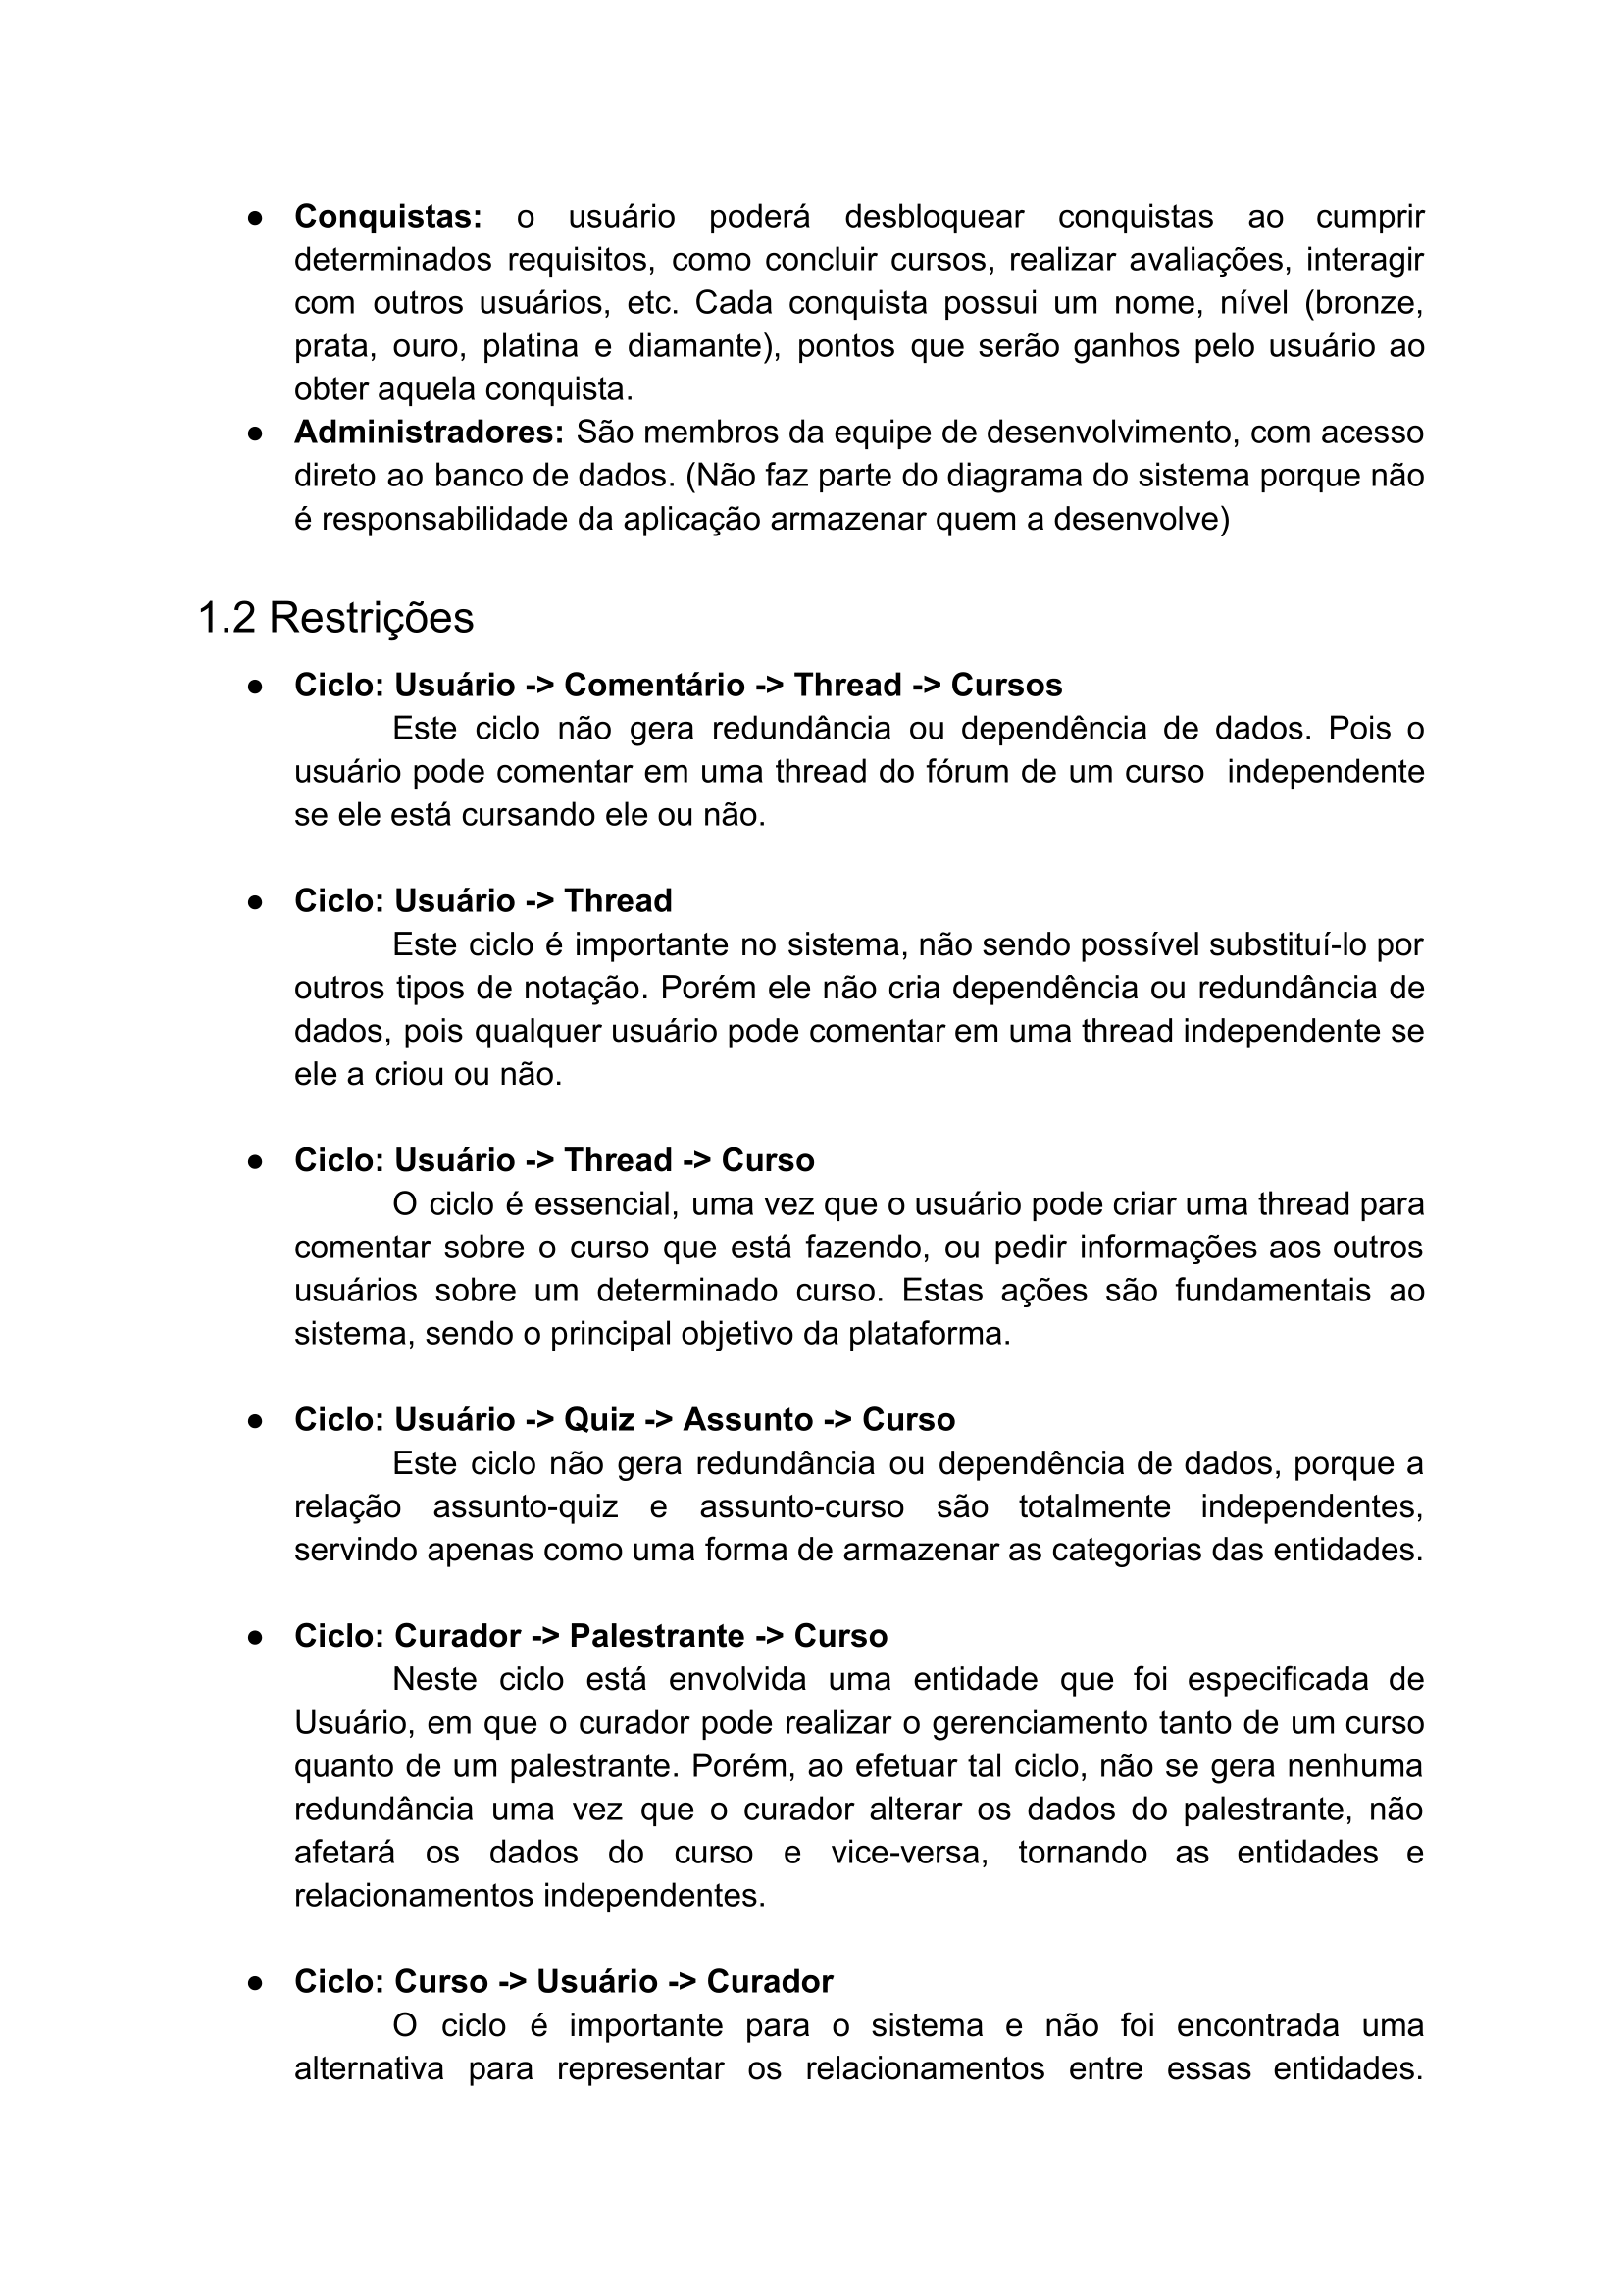 ● Conquistas: o usuário poderá desbloquear conquistas ao cumprir
determinados requisitos, como concluir cursos, realizar avaliações, interagir
com outros usuários, etc. Cada conquista possui um nome, nível (bronze,
prata, ouro, platina e diamante), pontos que serão ganhos pelo usuário ao
obter aquela conquista.
● Administradores: São membros da equipe de desenvolvimento, com acesso
direto ao banco de dados. (Não faz parte do diagrama do sistema porque não
é responsabilidade da aplicação armazenar quem a desenvolve)
1.2 Restrições
● Ciclo: Usuário -> Comentário -> Thread -> Cursos
Este ciclo não gera redundância ou dependência de dados. Pois o
usuário pode comentar em uma thread do fórum de um curso independente
se ele está cursando ele ou não.
● Ciclo: Usuário -> Thread
Este ciclo é importante no sistema, não sendo possível substituí-lo por
outros tipos de notação. Porém ele não cria dependência ou redundância de
dados, pois qualquer usuário pode comentar em uma thread independente se
ele a criou ou não.
● Ciclo: Usuário -> Thread -> Curso
O ciclo é essencial, uma vez que o usuário pode criar uma thread para
comentar sobre o curso que está fazendo, ou pedir informações aos outros
usuários sobre um determinado curso. Estas ações são fundamentais ao
sistema, sendo o principal objetivo da plataforma.
● Ciclo: Usuário -> Quiz -> Assunto -> Curso
Este ciclo não gera redundância ou dependência de dados, porque a
relação assunto-quiz e assunto-curso são totalmente independentes,
servindo apenas como uma forma de armazenar as categorias das entidades.
● Ciclo: Curador -> Palestrante -> Curso
Neste ciclo está envolvida uma entidade que foi especificada de
Usuário, em que o curador pode realizar o gerenciamento tanto de um curso
quanto de um palestrante. Porém, ao efetuar tal ciclo, não se gera nenhuma
redundância uma vez que o curador alterar os dados do palestrante, não
afetará os dados do curso e vice-versa, tornando as entidades e
relacionamentos independentes.
● Ciclo: Curso -> Usuário -> Curador
O ciclo é importante para o sistema e não foi encontrada uma
alternativa para representar os relacionamentos entre essas entidades.